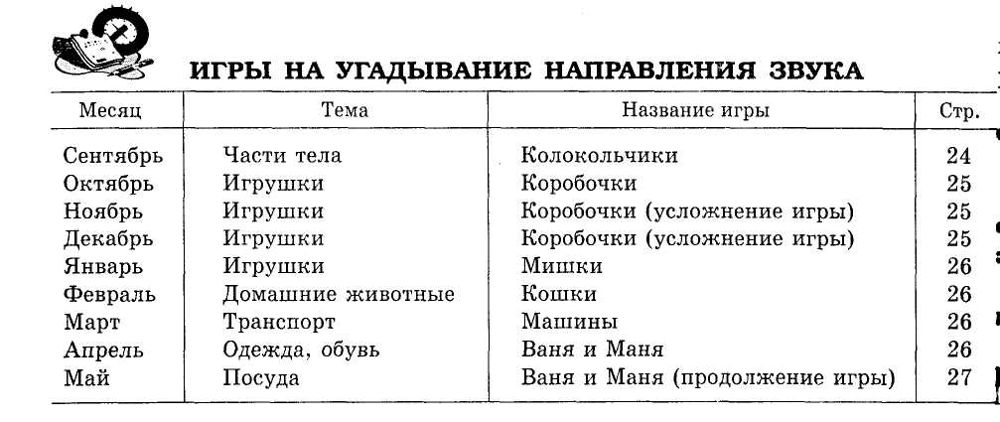 ИГРЫ НА УГАДЫВАНИЕ НАПРАВЛЕНИЯ ЗВУКА
Месяц Тема Название игры Стр.
Сентябрь Части тела Колокольчики 24
Октябрь Игрушки Коробочки 25
Ноябрь Игрушки Коробочки (усложнение игры) 25
Декабрь Игрушки Коробочки (усложнение игры) 25
Январь Игрушки Мишки 26
Февраль Домашние животные Кошки 26
Март Транспорт Машины 26
Апрель Одежда, обувь Ваня и Маня 26
Май Посуда Ваня и Маня (продолжение игры) 27